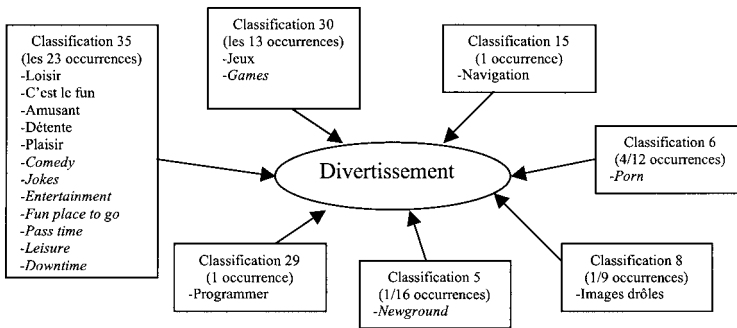 Classification 35
(les 23 occurrences)
-Loisir
-C'est le fun
-Amusant
-Détente
-Plaisir
-Comedy
-Jokes
-Entertainment
-Fun place to go
-Pass time
-Leisure
-Downtime
Classification 30
(les 13 occurrences)
-Jeux
-Games
Classification 15
(1 occurrence)
-Navigation
Divertissement
Classification 6
(4/12 occurrences)
-Porn
Classification 29
(1 occurrence)
-Programmer
Classification 5
(1/16 occurrences)
-Newground
Classification 8
(1/9 occurrences)
-Images drôles